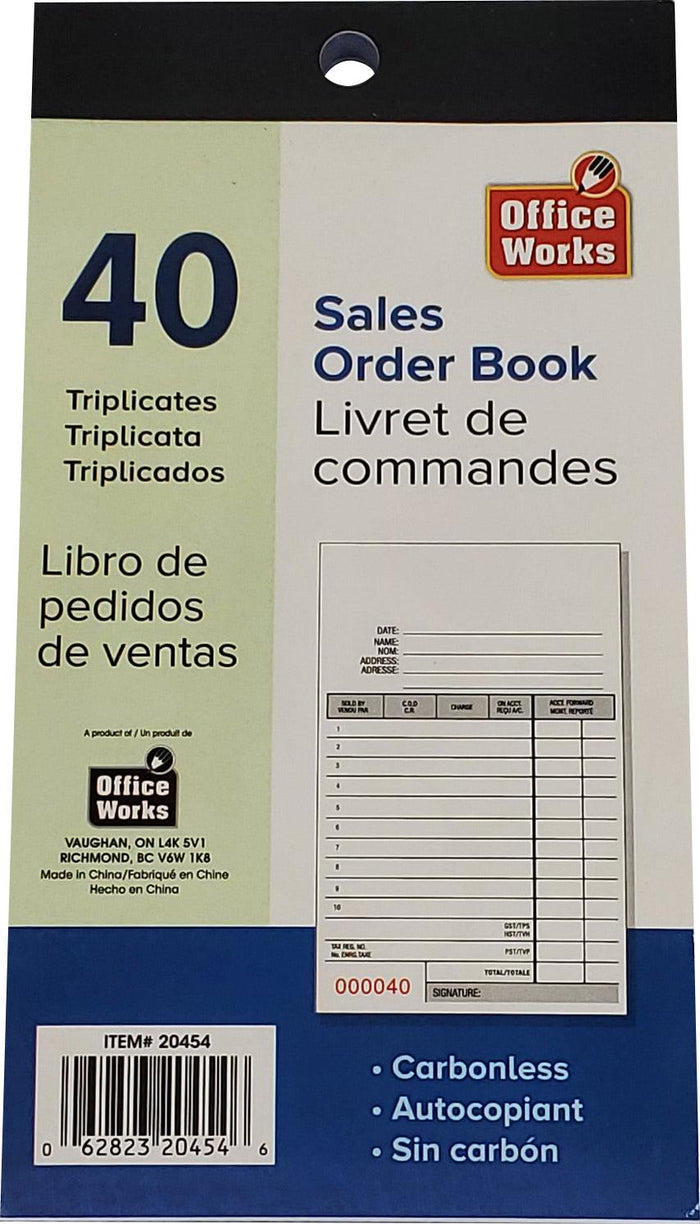 Office
Works
40
Triplicates
Triplicata
Triplicados
Sales
Order Book
Livret de
commandes
Libro de
pedidos
de ventas
DATE:
NAME:
NOM:
ADDRESS:
ADRESSE:
SOLD BY
VENDU PAR
C.O.D
C.R.
CHARGE
ON ACCT.
REÇU A/C.
ACCT. FORWARD
MONT. REPORTÉ
1
2
3
4
5
6
7
8
9
10
GST/TPS
HST/TVH
TAX REG. NO.
No. ENRG.TAXE
PST/TVP
TOTAL/TOTALE
000040
SIGNATURE:
A product of / Un produit de
Office
Works
VAUGHAN, ON L4K 5V1
RICHMOND, BC V6W 1K8
Made in China/Fabriqué en Chine
Hecho en China
ITEM# 20454
0 62823 20454 6
• Carbonless
• Autocopiant
• Sin carbón